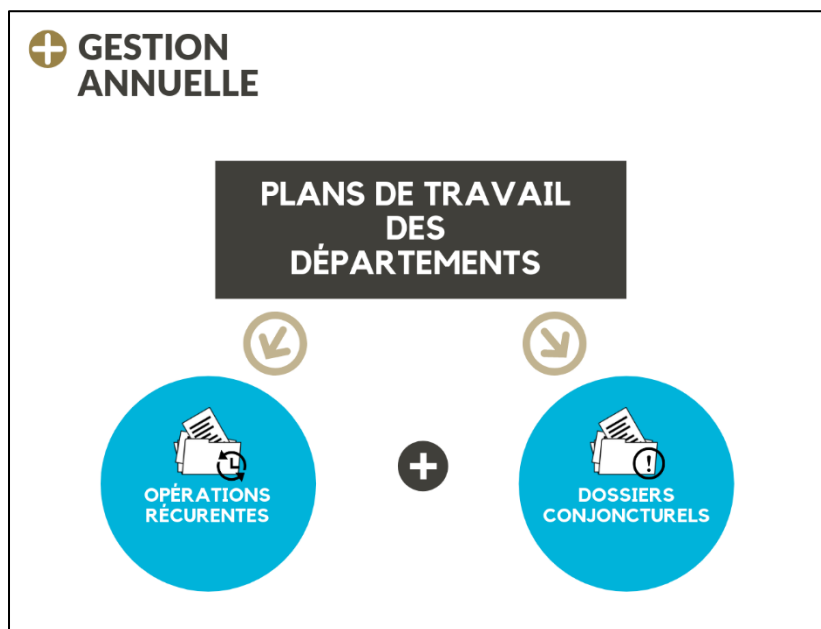 GESTION
ANNUELLE
PLANS DE TRAVAIL
DES
DÉPARTEMENTS
OPÉRATIONS
RÉCURENTES
DOSSIERS
CONJONCTURELS